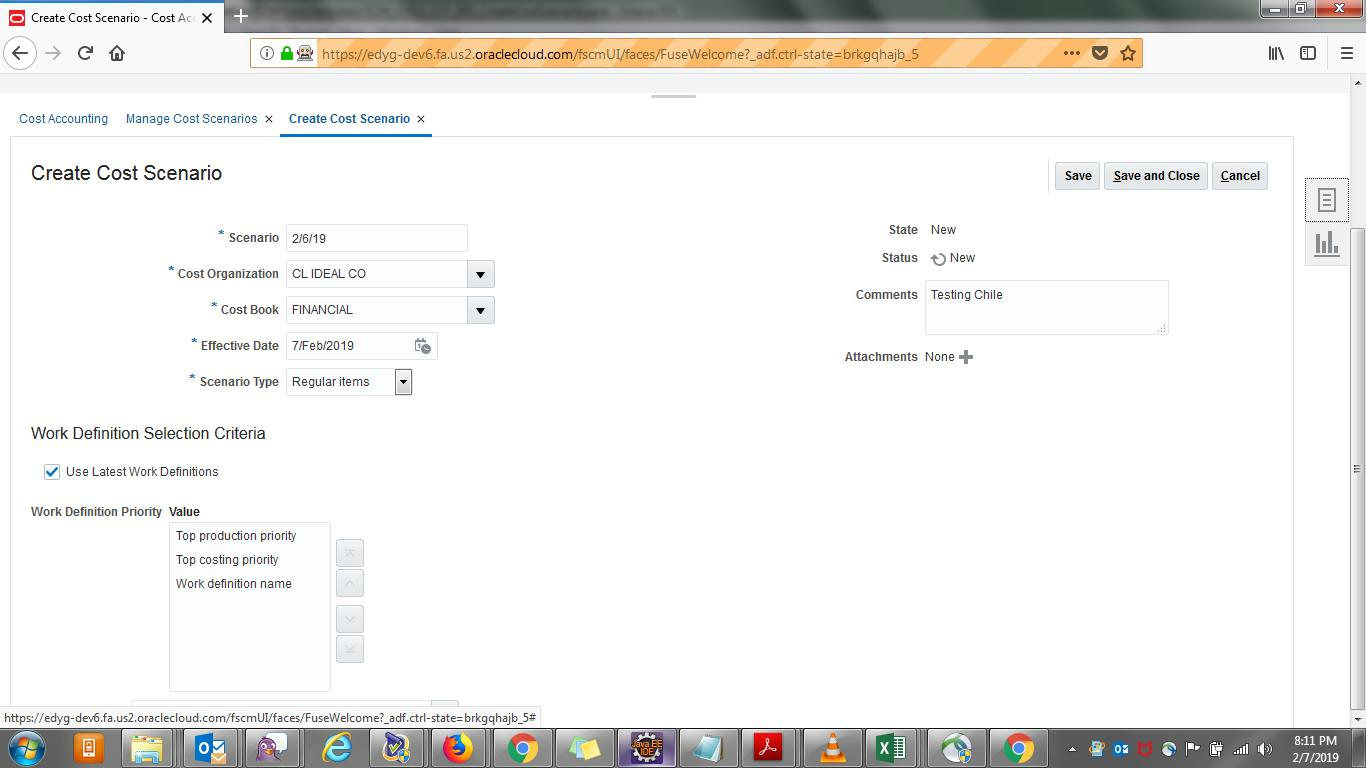 Create Cost Scenario - Cost Acc
https://edyg-dev6.fa.us2.oraclecloud.com/fscmUI/faces/FuseWelcome?_adf.ctrl-state=brkgqhajb_5
Cost Accounting Manage Cost Scenarios Create Cost Scenario
Create Cost Scenario
Save Save and Close Cancel
* Scenario 2/6/19
State New
* Cost Organization CL IDEAL CO
Status New
* Cost Book FINANCIAL
Comments Testing Chile
* Effective Date 7/Feb/2019
Attachments None
* Scenario Type Regular items
Work Definition Selection Criteria
Use Latest Work Definitions
Work Definition Priority Value
Top production priority
Top costing priority
Work definition name
https://edyg-dev6.fa.us2.oraclecloud.com/fscmUI/faces/FuseWelcome?_adf.ctrl-state=brkgqhajb_5#
Java EE
IDE
8:11 PM
2/7/2019